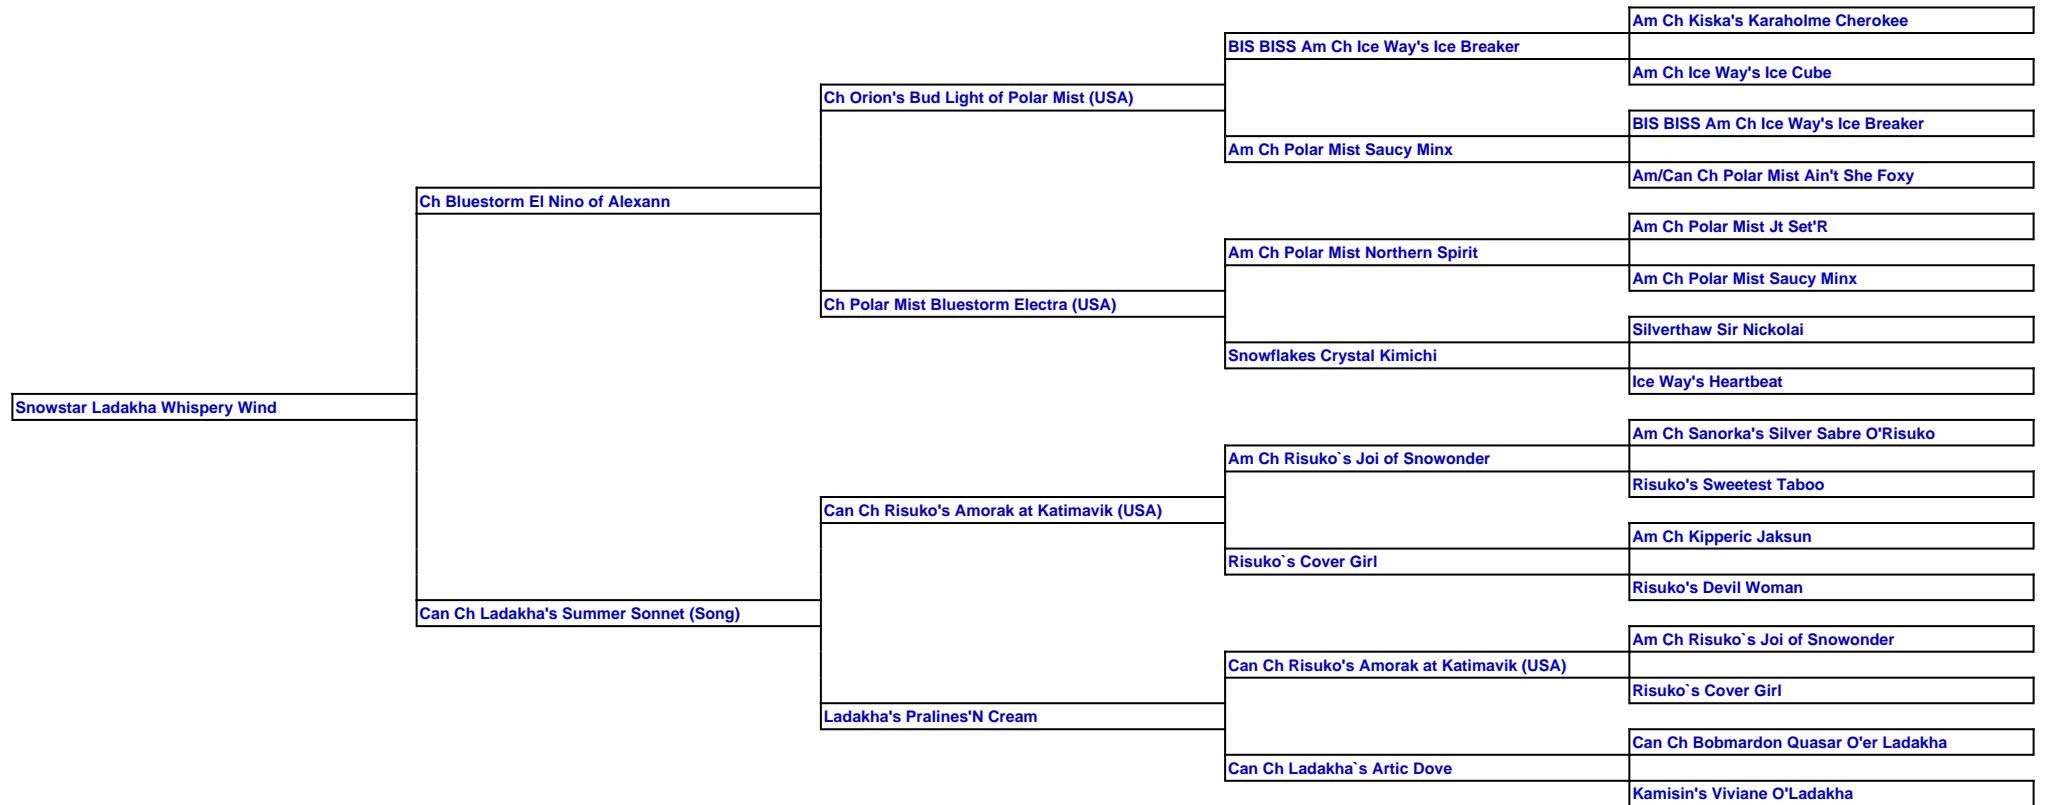 Am Ch Kiska's Karaholme Cherokee
BIS BISS Am Ch Ice Way's Ice Breaker
Am Ch Ice Way's Ice Cube
Ch Orion's Bud Light of Polar Mist (USA)
BIS BISS Am Ch Ice Way's Ice Breaker
Am Ch Polar Mist Saucy Minx
Am/Can Ch Polar Mist Ain't She Foxy
Ch Bluestorm El Nino of Alexann
Am Ch Polar Mist Jt Set'R
Am Ch Polar Mist Northern Spirit
Am Ch Polar Mist Saucy Minx
Ch Polar Mist Bluestorm Electra (USA)
Silverthaw Sir Nickolai
Snowflakes Crystal Kimichi
Ice Way's Heartbeat
Snowstar Ladakha Whispery Wind
Am Ch Sanorka's Silver Sabre O'Risuko
Am Ch Risuko`s Joi of Snowonder
Risuko's Sweetest Taboo
Can Ch Risuko's Amorak at Katimavik (USA)
Am Ch Kipperic Jaksun
Risuko`s Cover Girl
Risuko's Devil Woman
Can Ch Ladakha's Summer Sonnet (Song)
Am Ch Risuko`s Joi of Snowonder
Can Ch Risuko's Amorak at Katimavik (USA)
Risuko`s Cover Girl
Ladakha's Pralines'N Cream
Can Ch Bobmardon Quasar O'er Ladakha
Can Ch Ladakha`s Artic Dove
Kamisin's Viviane O'Ladakha